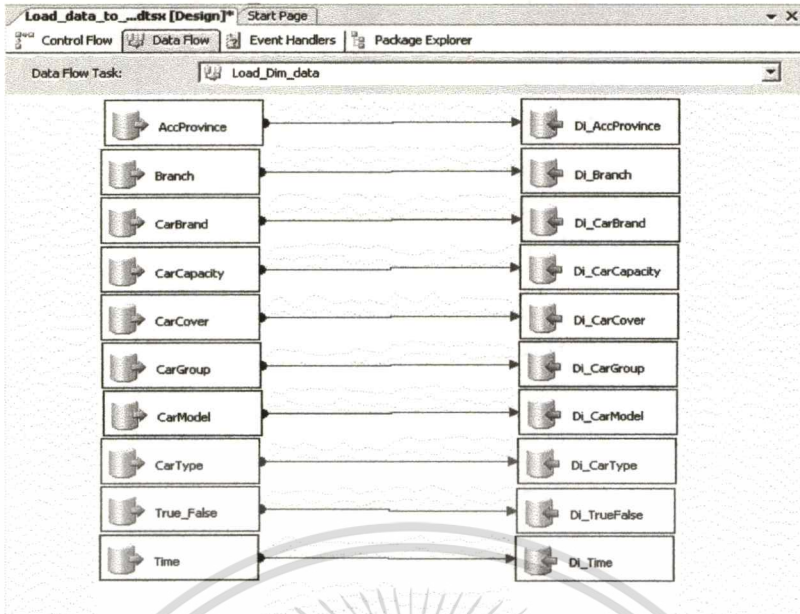 Load_data_to_...dtsx [Design]* Start Page
Control Flow Data Flow Event Handlers Package Explorer
Data Flow Task: Load_Dim_data
AccProvince Di_AccProvince
Branch Di_Branch
CarBrand Di_CarBrand
CarCapacity Di_CarCapacity
CarCover Di_CarCover
CarGroup Di_CarGroup
CarModel Di_CarModel
CarType Di_CarType
True_False Di_TrueFalse
Time Di_Time